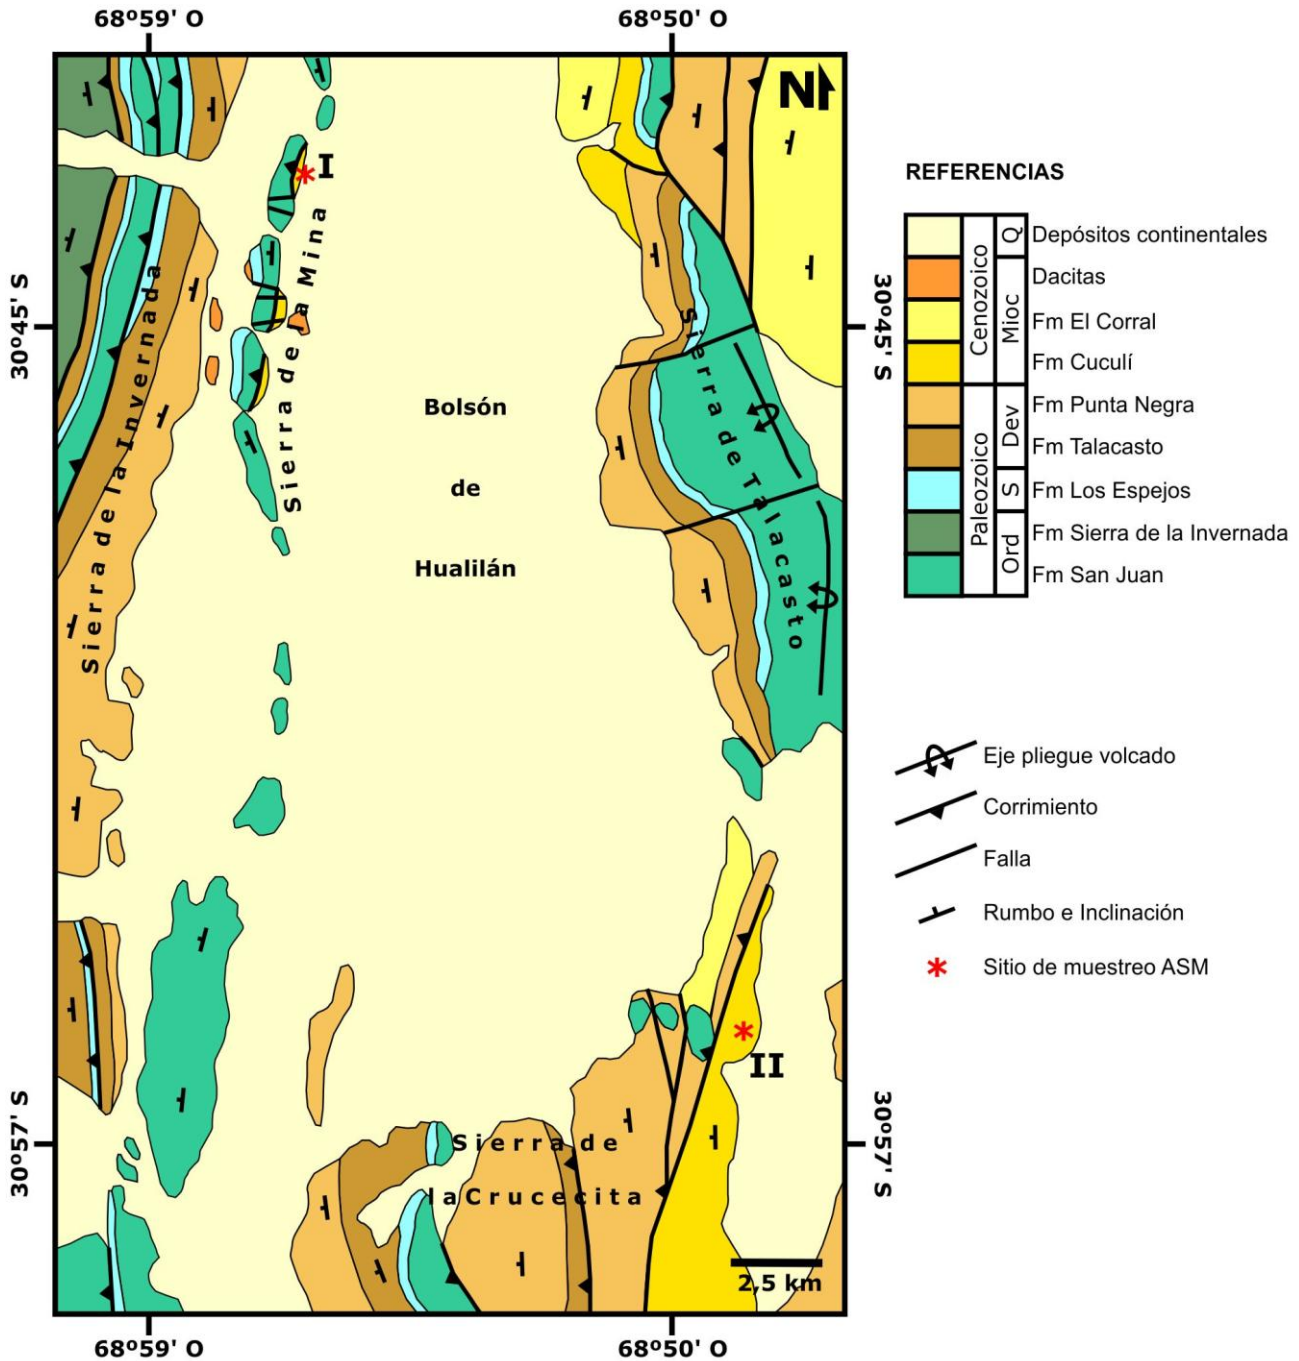 68º59' O
68º50' O
N
I
Sierra de la Mina
Sierra de la Invernada
30º45' S
30º45' S
Sierra de Talacasto
Bolsón
de
Hualilán
II
30º57' S
30º57' S
Sierra de
la Crucecita
2,5 km
68º59' O
68º50' O
REFERENCIAS
Cenozoico
Q
Mioc
Paleozoico
Dev
S
Ord
Depósitos continentales
Dacitas
Fm El Corral
Fm Cuculí
Fm Punta Negra
Fm Talacasto
Fm Los Espejos
Fm Sierra de la Invernada
Fm San Juan
Eje pliegue volcado
Corrimiento
Falla
Rumbo e Inclinación
Sitio de muestreo ASM